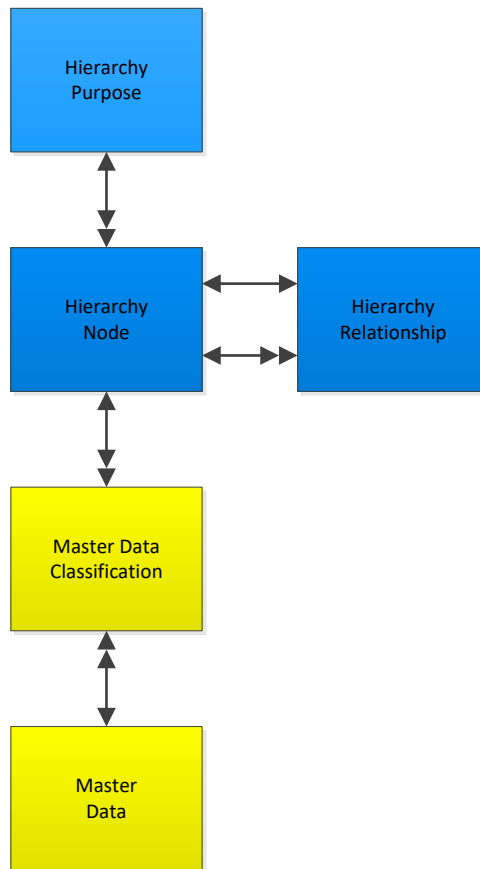 Hierarchy
Purpose
Hierarchy
Node
Hierarchy
Relationship
Master Data
Classification
Master
Data